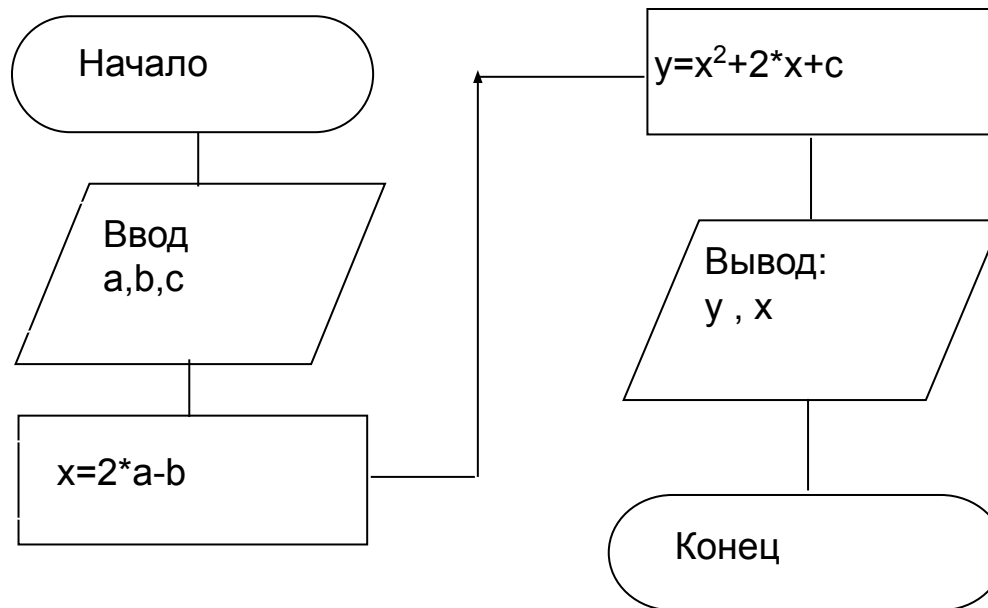 Начало
Ввод
a,b,c
x=2*a-b
y=x²+2*x+c
Вывод:
y , x
Конец